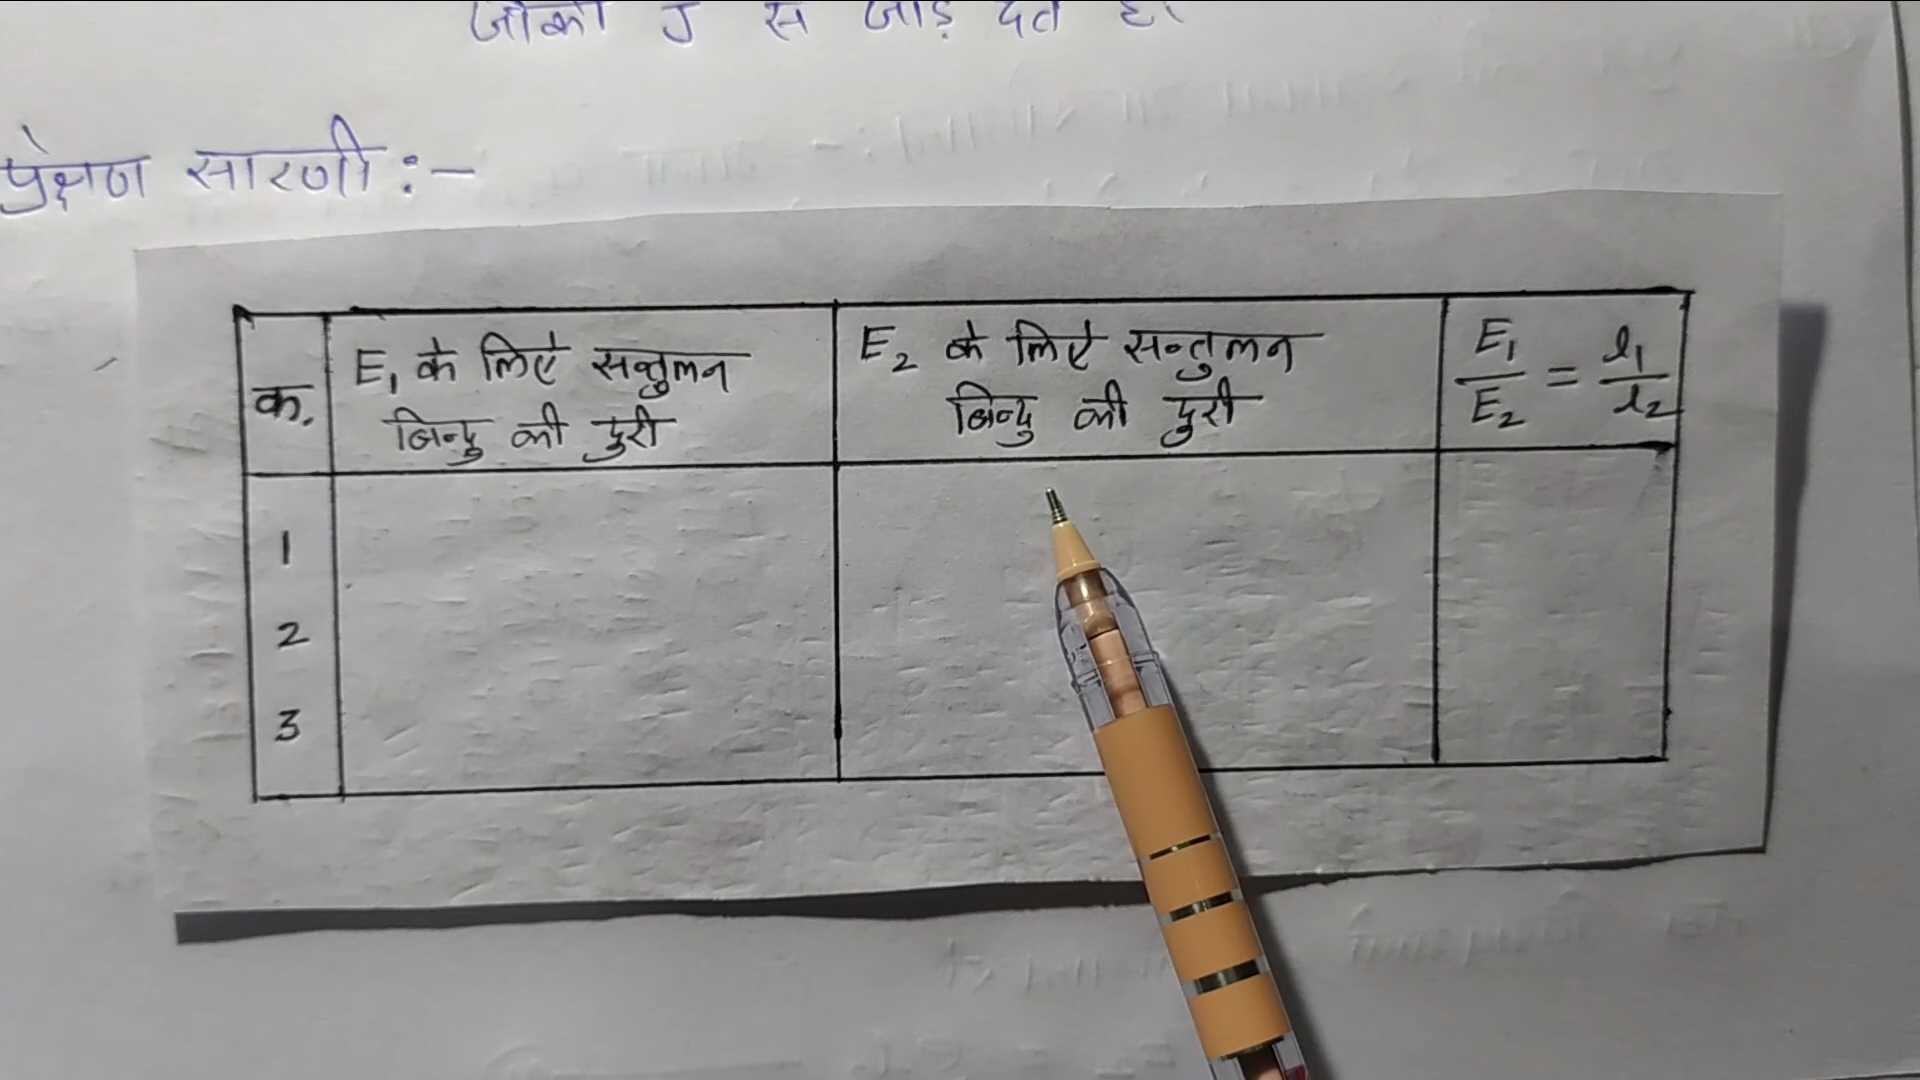 जॉकी J से जोड़ देते है।
प्रेक्षण सारणी :-
क्र.
E₁ के लिए सन्तुलन
बिन्दु की दुरी
E₂ के लिए सन्तुलन
बिन्दु की दुरी
E₁/E₂ = l₁/l₂
1
2
3